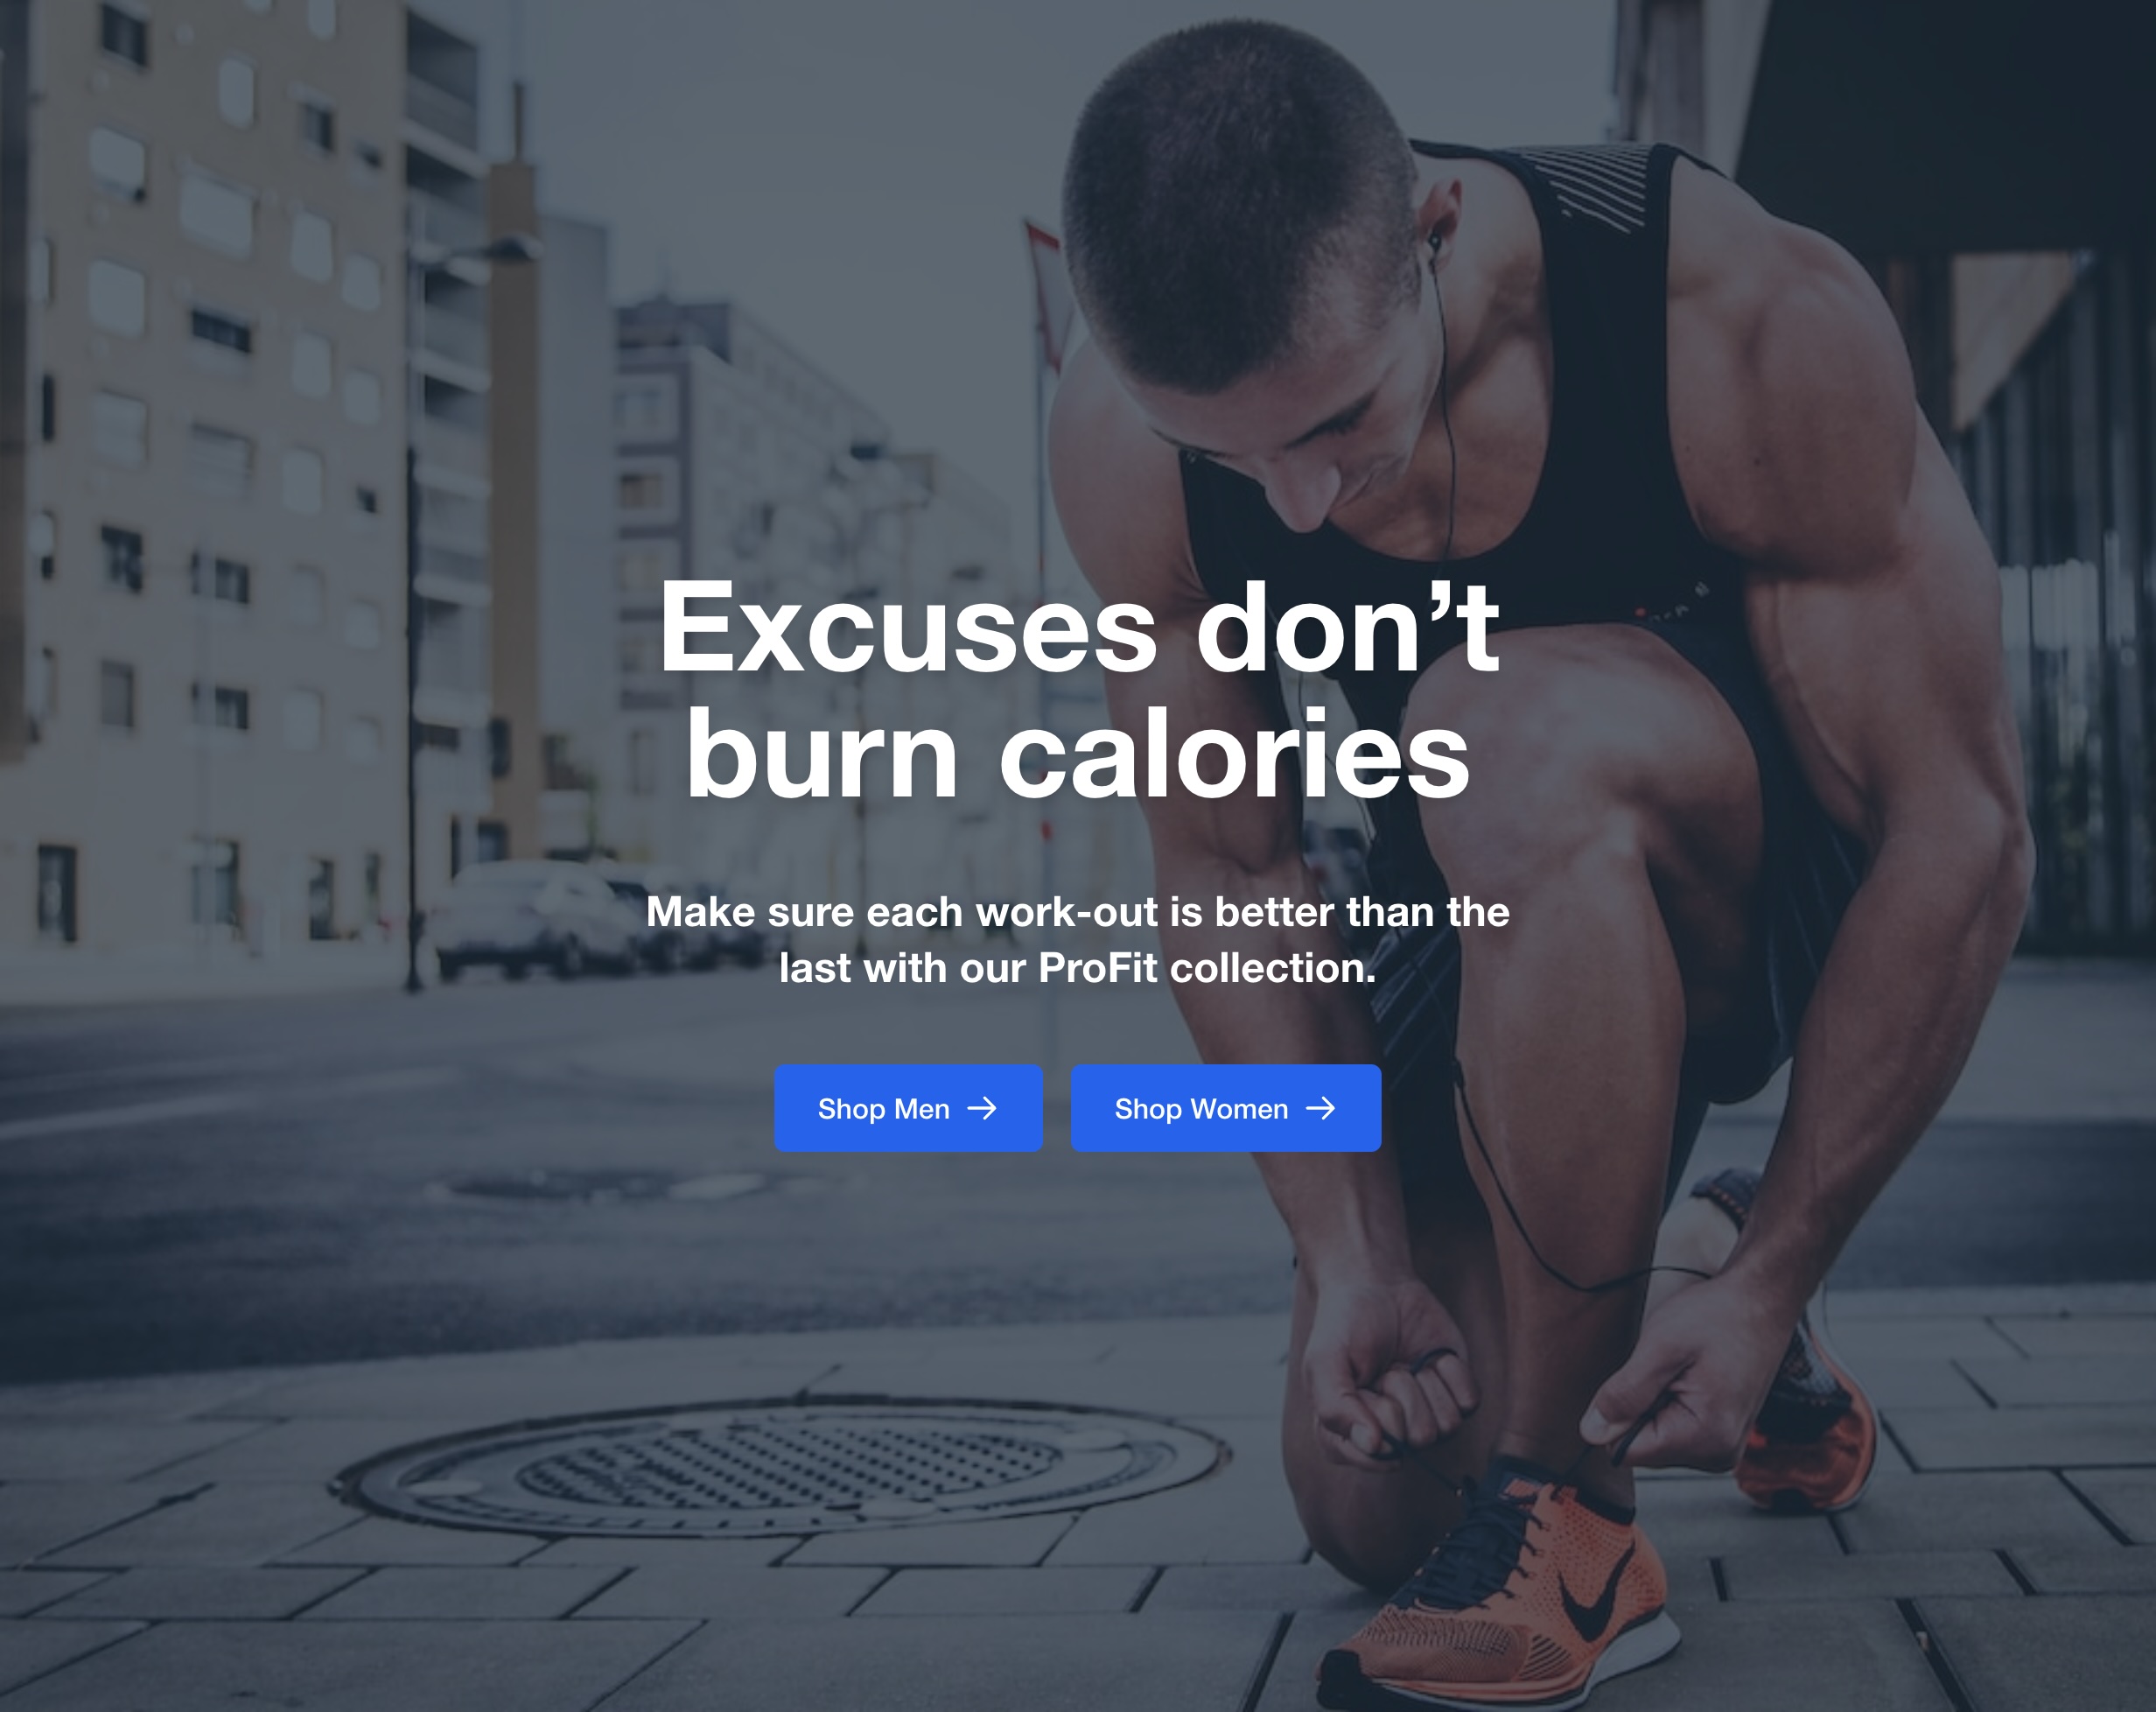 Excuses don’t
burn calories
Make sure each work-out is better than the
last with our ProFit collection.
Shop Men
Shop Women